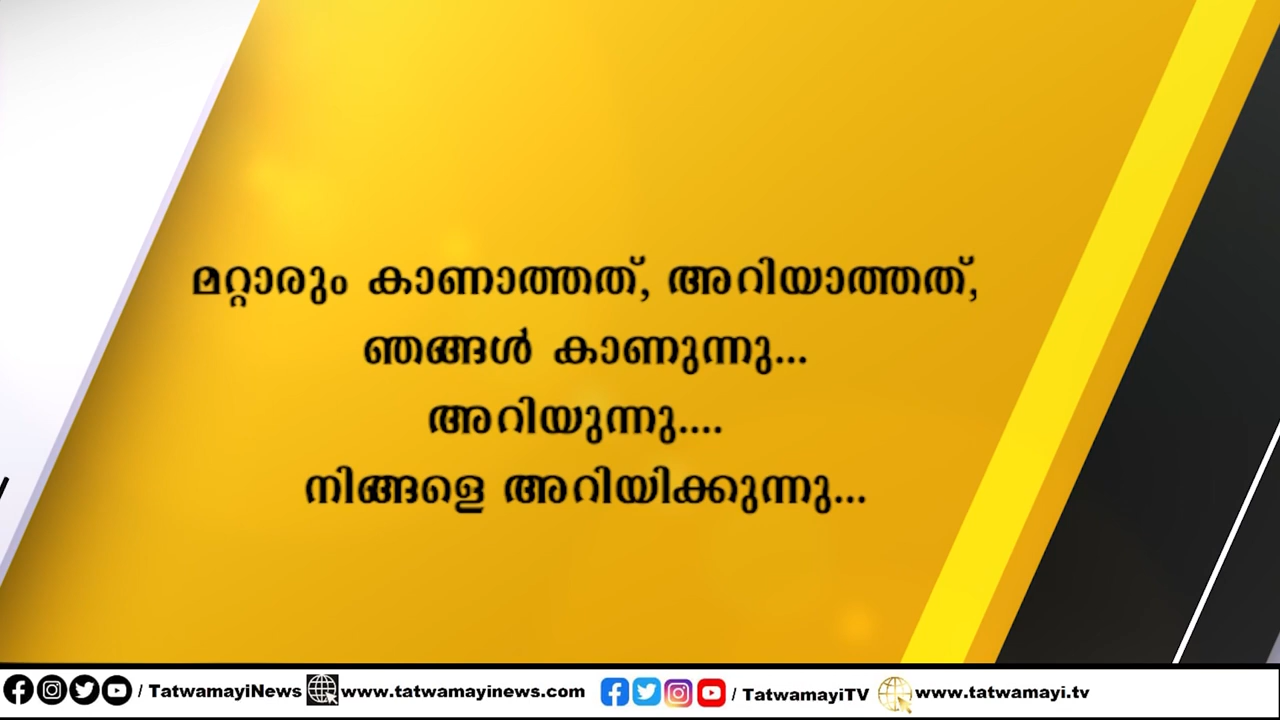 മറ്റാരും കാണാത്തത്, അറിയാത്തത്,
ഞങ്ങൾ കാണുന്നു...
അറിയുന്നു....
നിങ്ങളെ അറിയിക്കുന്നു...
/ TatwamayiNews www.tatwamayinews.com / TatwamayiTV www.tatwamayi.tv